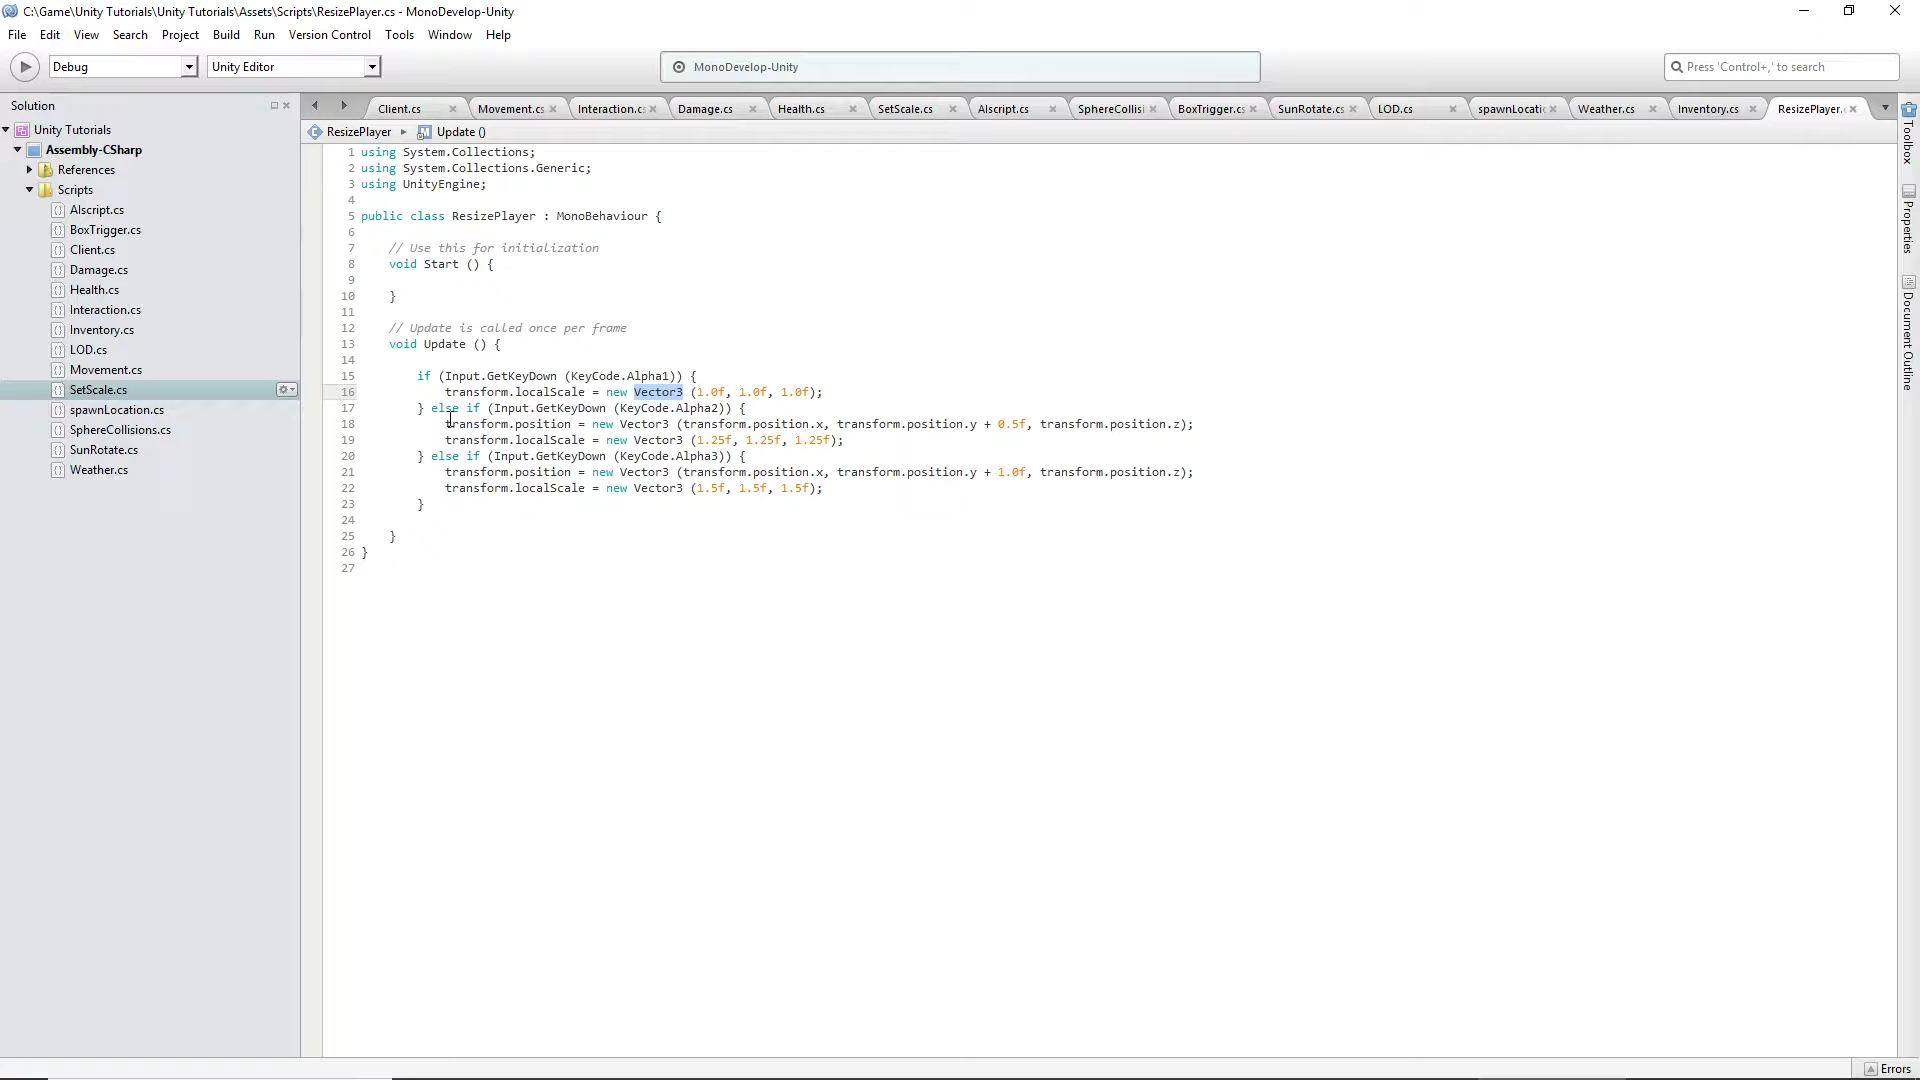 C:\Game\Unity Tutorials\Unity Tutorials\Assets\Scripts\ResizePlayer.cs - MonoDevelop-Unity
File Edit View Search Project Build Run Version Control Tools Window Help
Debug Unity Editor MonoDevelop-Unity Press 'Control+,' to search
Solution
Client.cs Movement.cs Interaction.c Damage.cs Health.cs SetScale.cs AIscript.cs SphereCollisi BoxTrigger.c SunRotate.cs LOD.cs spawnLocati Weather.cs Inventory.cs ResizePlayer.
Unity Tutorials
Assembly-CSharp
References
Scripts
AIscript.cs
BoxTrigger.cs
Client.cs
Damage.cs
Health.cs
Interaction.cs
Inventory.cs
LOD.cs
Movement.cs
SetScale.cs
spawnLocation.cs
SphereCollisions.cs
SunRotate.cs
Weather.cs
ResizePlayer Update ()
1 using System.Collections;
2 using System.Collections.Generic;
3 using UnityEngine;
4
5 public class ResizePlayer : MonoBehaviour {
6
7 // Use this for initialization
8 void Start () {
9
10 }
11
12 // Update is called once per frame
13 void Update () {
14
15 if (Input.GetKeyDown (KeyCode.Alpha1)) {
16 transform.localScale = new Vector3 (1.0f, 1.0f, 1.0f);
17 } else if (Input.GetKeyDown (KeyCode.Alpha2)) {
18 transform.position = new Vector3 (transform.position.x, transform.position.y + 0.5f, transform.position.z);
19 transform.localScale = new Vector3 (1.25f, 1.25f, 1.25f);
20 } else if (Input.GetKeyDown (KeyCode.Alpha3)) {
21 transform.position = new Vector3 (transform.position.x, transform.position.y + 1.0f, transform.position.z);
22 transform.localScale = new Vector3 (1.5f, 1.5f, 1.5f);
23 }
24
25 }
26 }
27
Toolbox
Properties
Document Outline
Errors